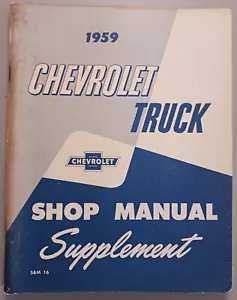 1959
CHEVROLET
TRUCK
CHEVROLET
SHOP MANUAL
Supplement
S&M 16